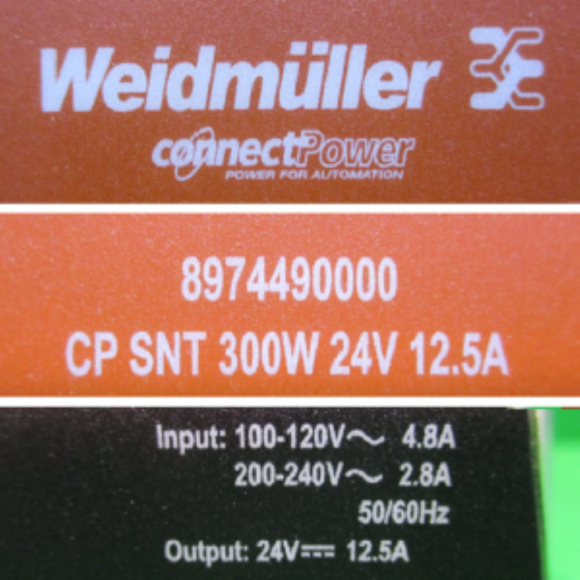 Weidmüller
connectPower
POWER FOR AUTOMATION
8974490000
CP SNT 300W 24V 12.5A
Input: 100-120V～ 4.8A
200-240V～ 2.8A
50/60Hz
Output: 24V⎓ 12.5A